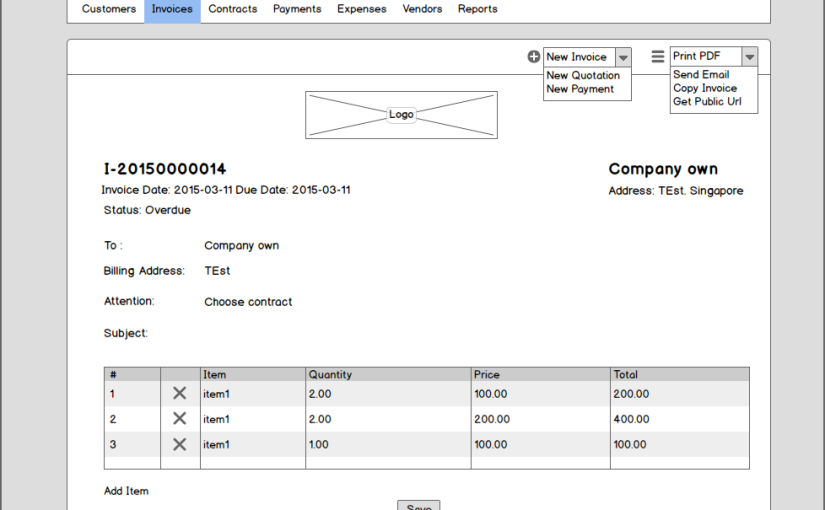 Customers Invoices Contracts Payments Expenses Vendors Reports
New Invoice Print PDF
New Quotation Send Email
New Payment Copy Invoice
Get Public Url
Logo
I-20150000014 Company own
Invoice Date: 2015-03-11 Due Date: 2015-03-11 Address: TEst. Singapore
Status: Overdue
To : Company own
Billing Address: TEst
Attention: Choose contract
Subject:
# Item Quantity Price Total
1 item1 2.00 100.00 200.00
2 item1 2.00 200.00 400.00
3 item1 1.00 100.00 100.00
Add Item
Save